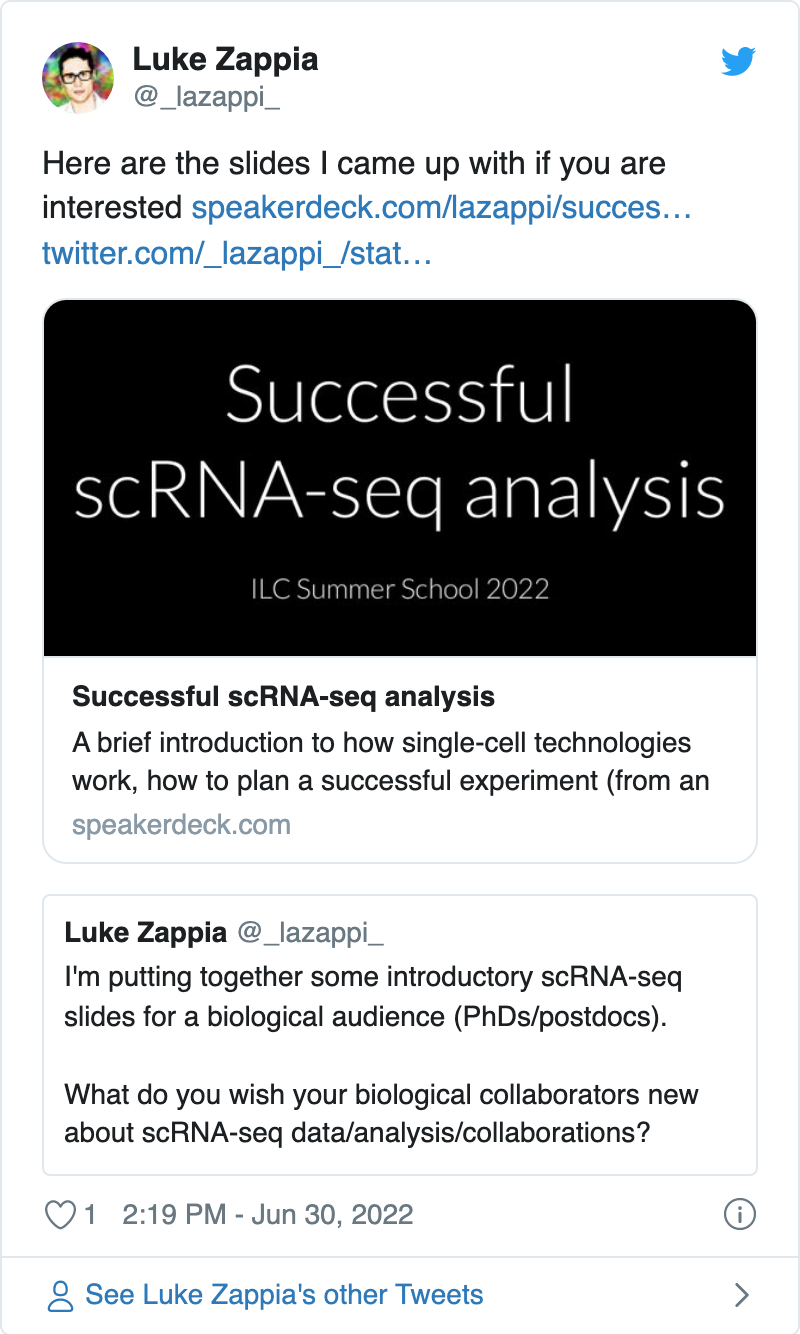 Luke Zappia
@_lazappi_
Here are the slides I came up with if you are
interested speakerdeck.com/lazappi/succes…
twitter.com/_lazappi_/stat…
Successful
scRNA-seq analysis
ILC Summer School 2022
Successful scRNA-seq analysis
A brief introduction to how single-cell technologies
work, how to plan a successful experiment (from an
speakerdeck.com
Luke Zappia @_lazappi_
I'm putting together some introductory scRNA-seq
slides for a biological audience (PhDs/postdocs).
What do you wish your biological collaborators new
about scRNA-seq data/analysis/collaborations?
1 2:19 PM - Jun 30, 2022
See Luke Zappia's other Tweets